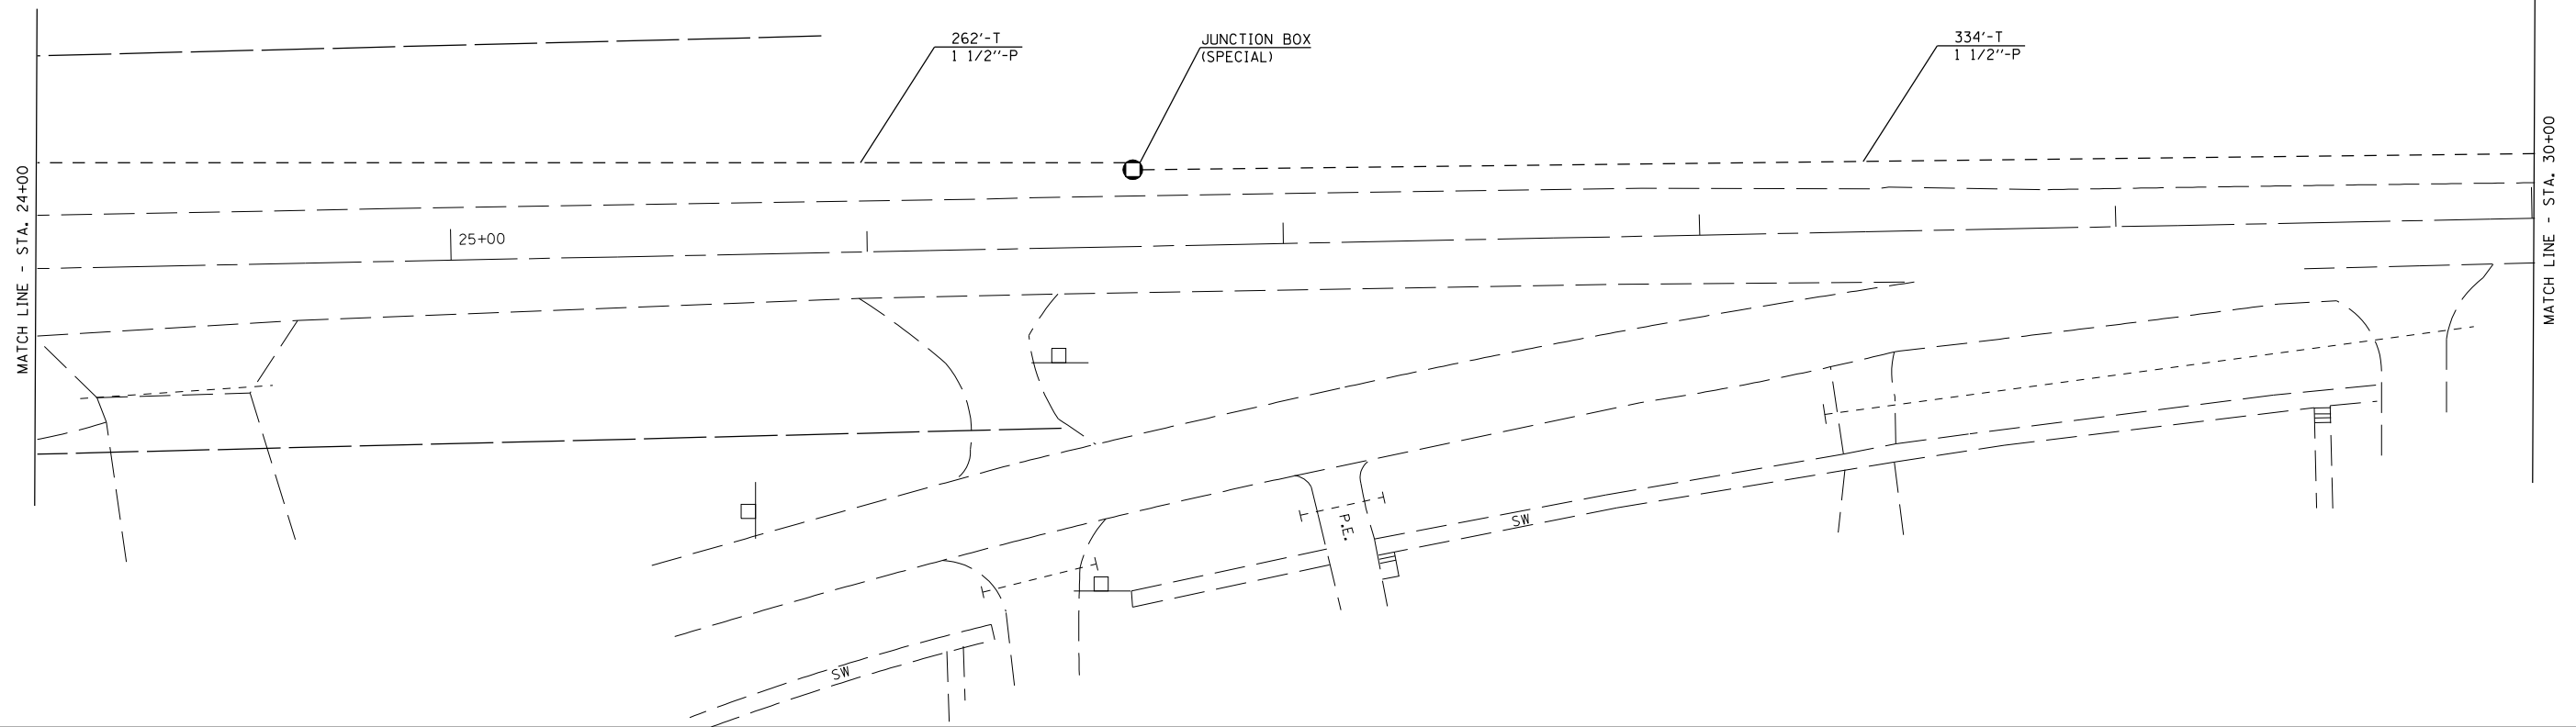 262'-T
1 1/2''-P
JUNCTION BOX
(SPECIAL)
334'-T
1 1/2''-P
MATCH LINE - STA. 24+00
25+00
MATCH LINE - STA. 30+00
P.E.
SW
SW